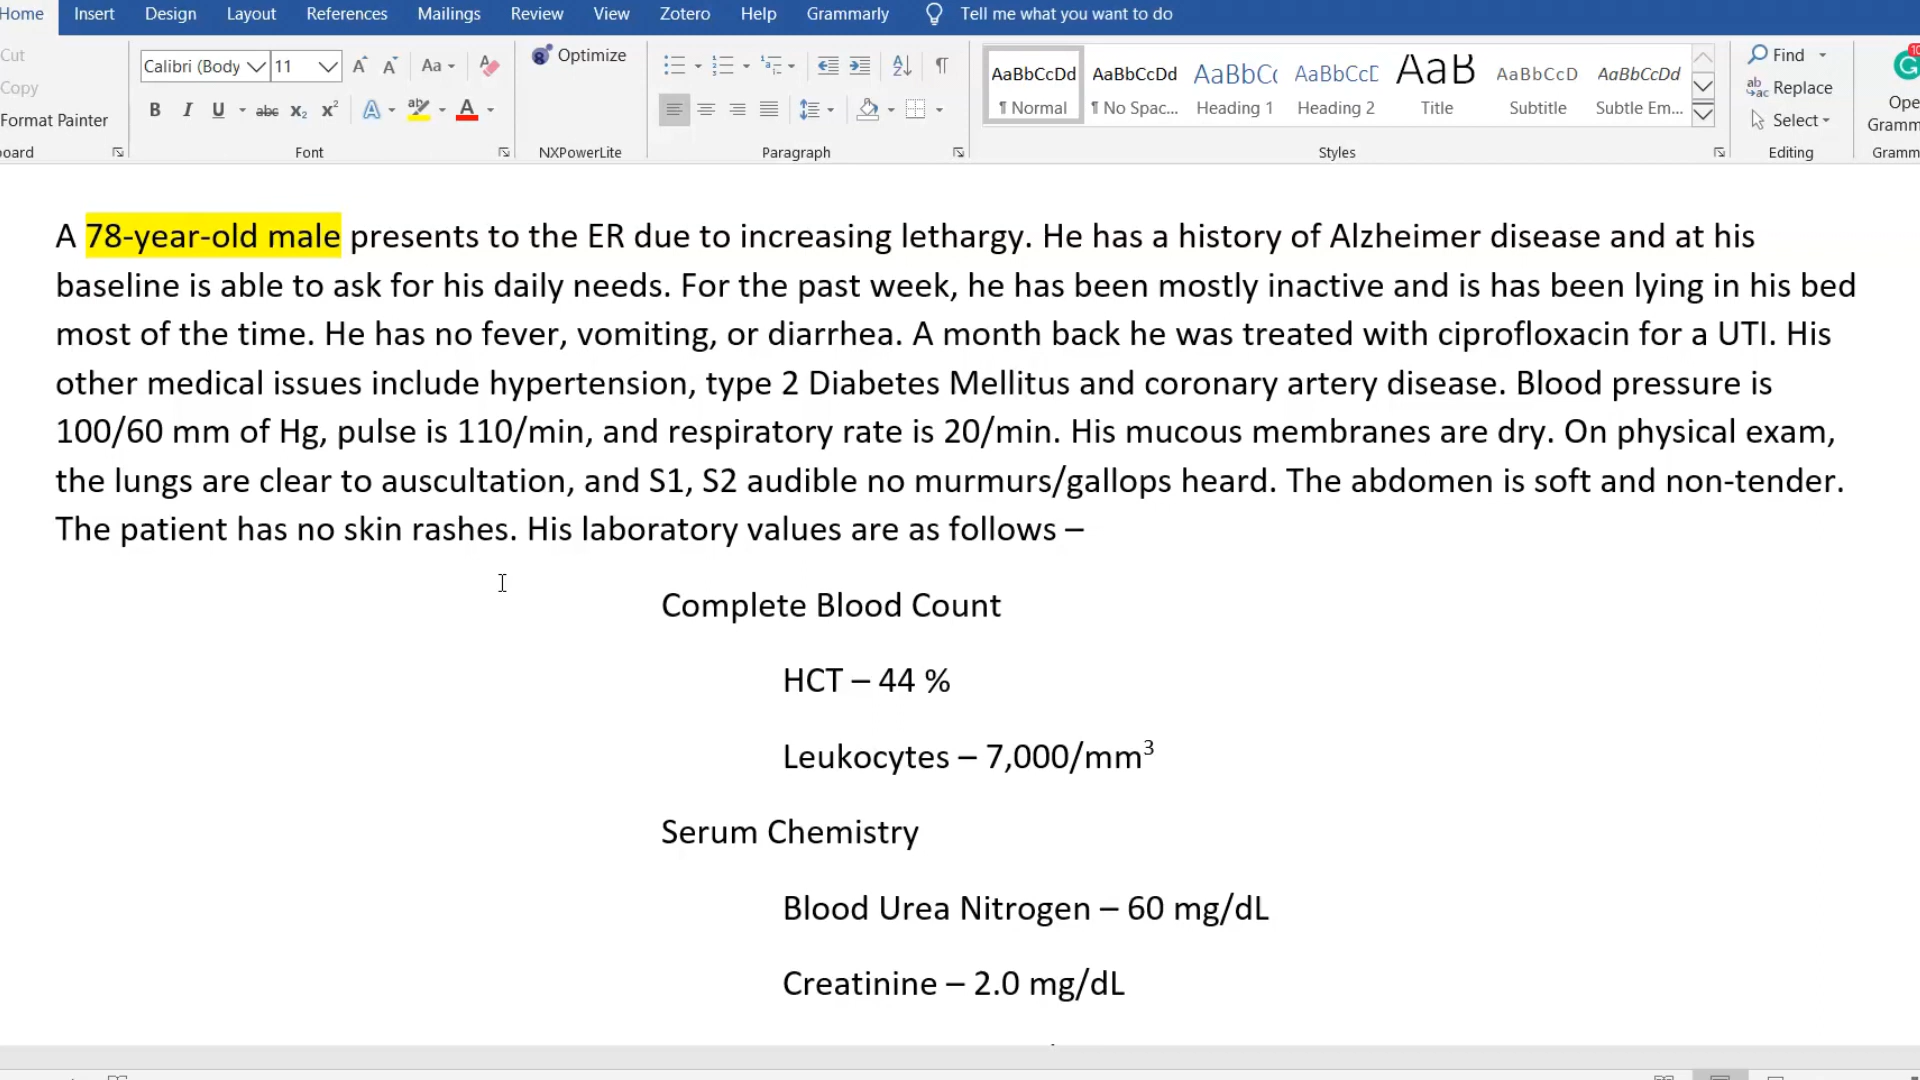 Home Insert Design Layout References Mailings Review View Zotero Help Grammarly Tell me what you want to do
Cut
Copy
Format Painter
Calibri (Body 11
Aa
B I U abc X2 X2 A ab A
Optimize
AaBbCcDd AaBbCcDd AaBbCc AaBbCcD AaB AaBbCcD AaBbCcDd
¶ Normal ¶ No Spac... Heading 1 Heading 2 Title Subtitle Subtle Em...
Find
Replace
Select
Ope
Gramm
oard Font NXPowerLite Paragraph Styles Editing Gramm
A 78-year-old male presents to the ER due to increasing lethargy. He has a history of Alzheimer disease and at his
baseline is able to ask for his daily needs. For the past week, he has been mostly inactive and is has been lying in his bed
most of the time. He has no fever, vomiting, or diarrhea. A month back he was treated with ciprofloxacin for a UTI. His
other medical issues include hypertension, type 2 Diabetes Mellitus and coronary artery disease. Blood pressure is
100/60 mm of Hg, pulse is 110/min, and respiratory rate is 20/min. His mucous membranes are dry. On physical exam,
the lungs are clear to auscultation, and S1, S2 audible no murmurs/gallops heard. The abdomen is soft and non-tender.
The patient has no skin rashes. His laboratory values are as follows –
Complete Blood Count
HCT – 44 %
Leukocytes – 7,000/mm³
Serum Chemistry
Blood Urea Nitrogen – 60 mg/dL
Creatinine – 2.0 mg/dL